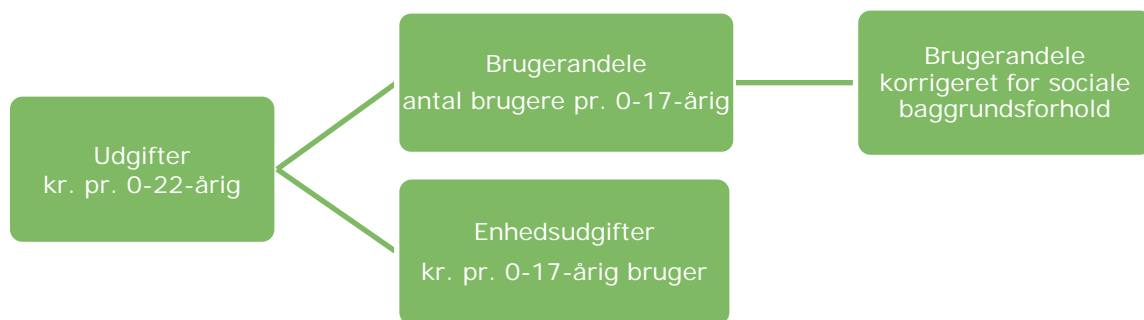 Udgifter
kr. pr. 0-22-årig
Brugerandele
antal brugere pr. 0-17-årig
Enhedsudgifter
kr. pr. 0-17-årig bruger
Brugerandele
korrigeret for sociale
baggrundsforhold